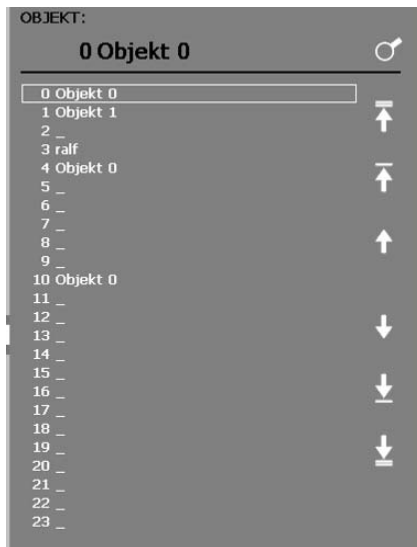 OBJEKT:
0 Objekt 0
0 Objekt 0
1 Objekt 1
2 _
3 ralf
4 Objekt 0
5 _
6 _
7 _
8 _
9 _
10 Objekt 0
11 _
12 _
13 _
14 _
15 _
16 _
17 _
18 _
19 _
20 _
21 _
22 _
23 _